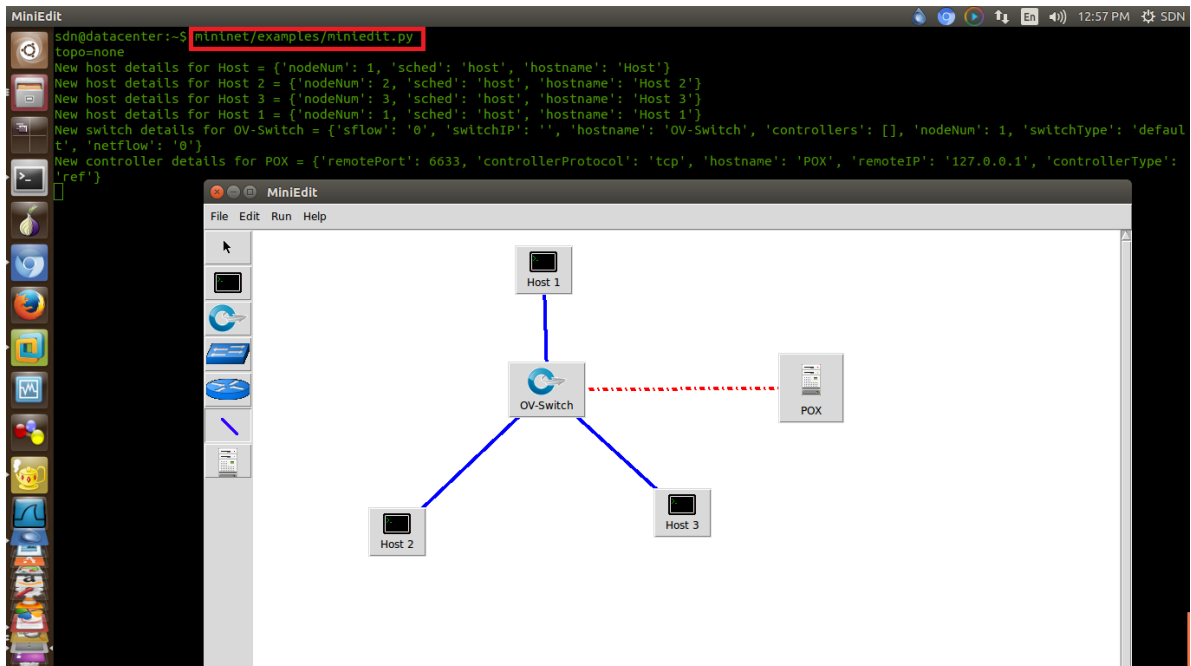 MiniEdit
En
12:57 PM
SDN
sdn@datacenter:~$ mininet/examples/miniedit.py
topo=none
New host details for Host = {'nodeNum': 1, 'sched': 'host', 'hostname': 'Host'}
New host details for Host 2 = {'nodeNum': 2, 'sched': 'host', 'hostname': 'Host 2'}
New host details for Host 3 = {'nodeNum': 3, 'sched': 'host', 'hostname': 'Host 3'}
New host details for Host 1 = {'nodeNum': 1, 'sched': 'host', 'hostname': 'Host 1'}
New switch details for OV-Switch = {'sflow': '0', 'switchIP': '', 'hostname': 'OV-Switch', 'controllers': [], 'nodeNum': 1, 'switchType': 'defaul
t', 'netflow': '0'}
New controller details for POX = {'remotePort': 6633, 'controllerProtocol': 'tcp', 'hostname': 'POX', 'remoteIP': '127.0.0.1', 'controllerType':
'ref'}
MiniEdit
File Edit Run Help
Host 1
OV-Switch
POX
Host 3
Host 2